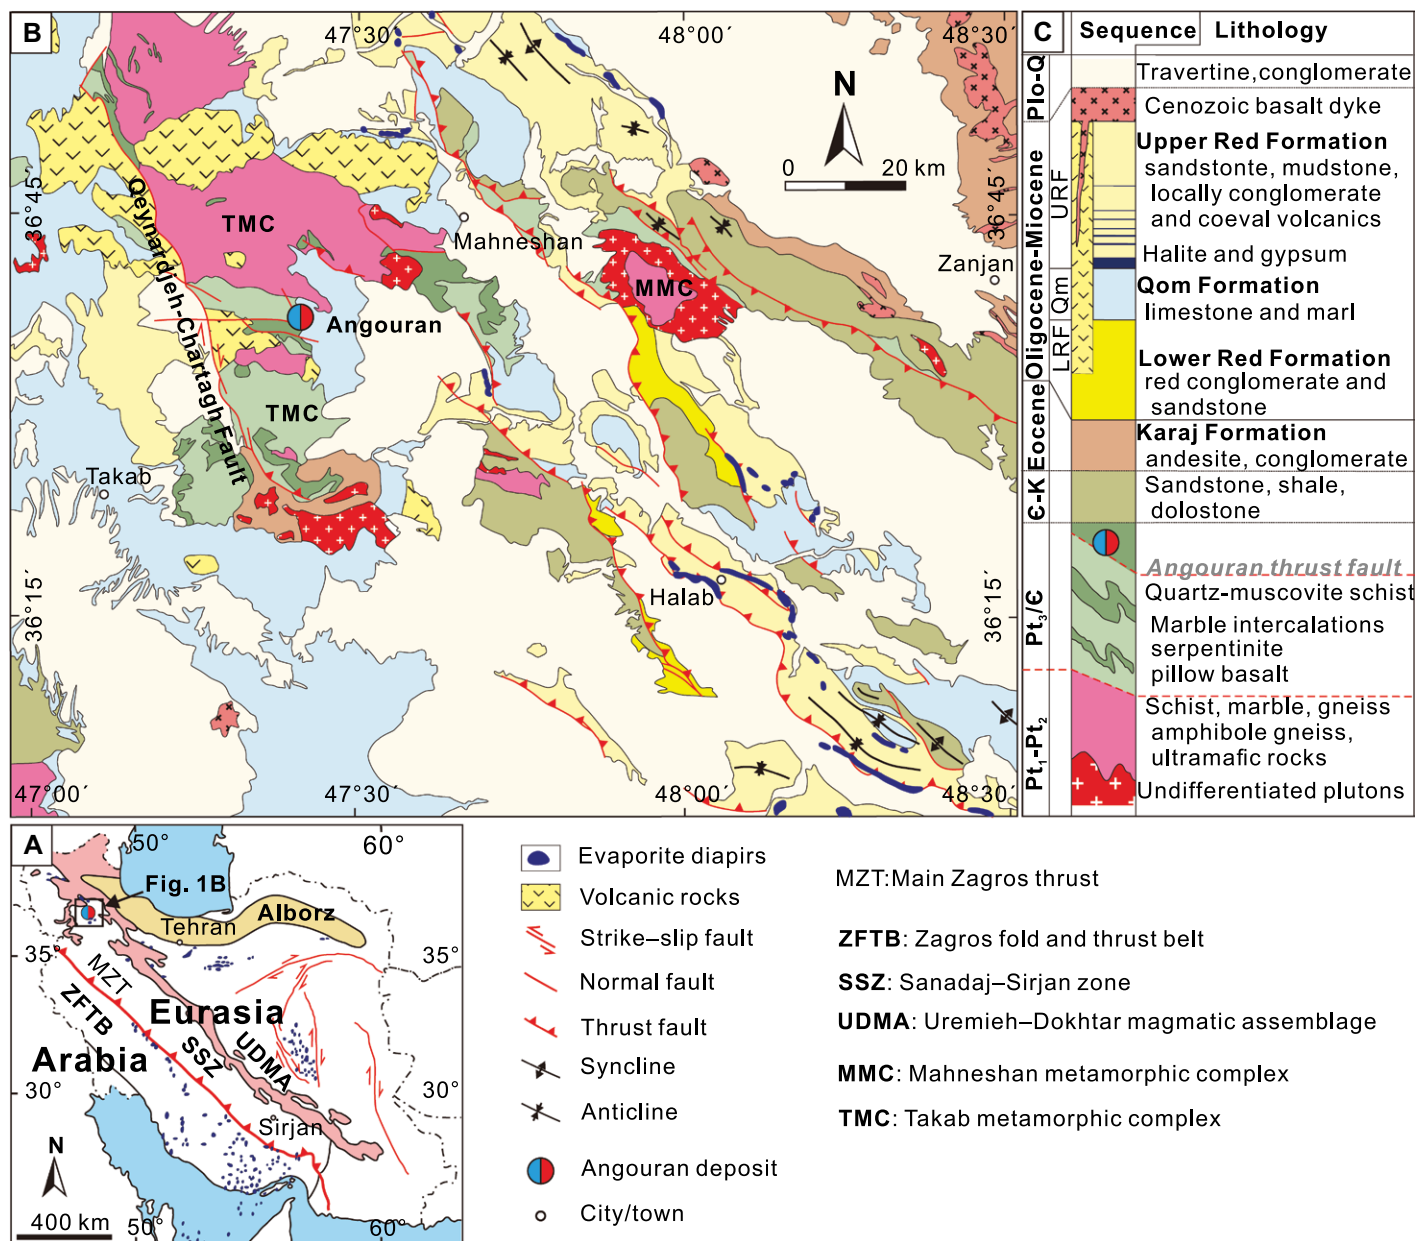 B
47°30´
48°00´
48°30´
N
0
20 km
36°45´
36°45´
Qeynardjeh-Chartagh Fault
TMC
Mahneshan
Zanjan
MMC
Angouran
TMC
Takab
Halab
36°15´
36°15´
47°00´
47°30´
48°00´
48°30´
C
Sequence
Lithology
Plo-Q
Oligocene-Miocene
URF
Qm
LRF
Eocene
Є-K
Pt3/Є
Pt1-Pt2
Travertine,conglomerate
Cenozoic basalt dyke
Upper Red Formation
sandstonte, mudstone,
locally conglomerate
and coeval volcanics
Halite and gypsum
Qom Formation
limestone and marl
Lower Red Formation
red conglomerate and
sandstone
Karaj Formation
andesite, conglomerate
Sandstone, shale,
dolostone
Angouran thrust fault
Quartz-muscovite schist
Marble intercalations
serpentinite
pillow basalt
Schist, marble, gneiss
amphibole gneiss,
ultramafic rocks
Undifferentiated plutons
A
50°
60°
Fig. 1B
Alborz
Tehran
35°
35°
MZT
ZFTB
Eurasia
SSZ
UDMA
Arabia
30°
30°
Sirjan
N
400 km
50°
60°
Evaporite diapirs
Volcanic rocks
Strike–slip fault
Normal fault
Thrust fault
Syncline
Anticline
Angouran deposit
City/town
MZT:Main Zagros thrust
ZFTB: Zagros fold and thrust belt
SSZ: Sanadaj–Sirjan zone
UDMA: Uremieh–Dokhtar magmatic assemblage
MMC: Mahneshan metamorphic complex
TMC: Takab metamorphic complex